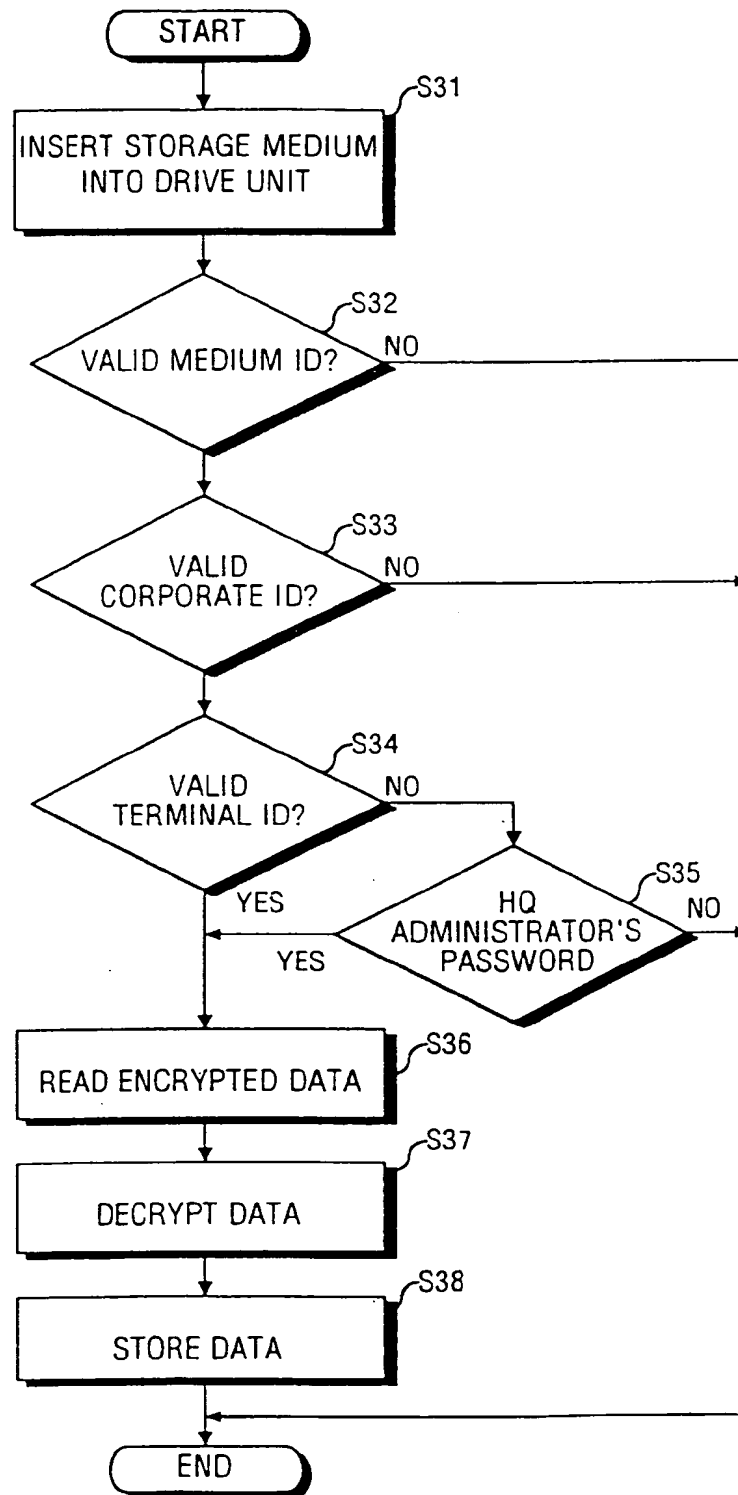 START
S31
INSERT STORAGE MEDIUM
INTO DRIVE UNIT
S32
VALID MEDIUM ID?
NO
S33
VALID
CORPORATE ID?
NO
S34
VALID
TERMINAL ID?
NO
YES
S35
HQ
ADMINISTRATOR'S
PASSWORD
NO
YES
S36
READ ENCRYPTED DATA
S37
DECRYPT DATA
S38
STORE DATA
END